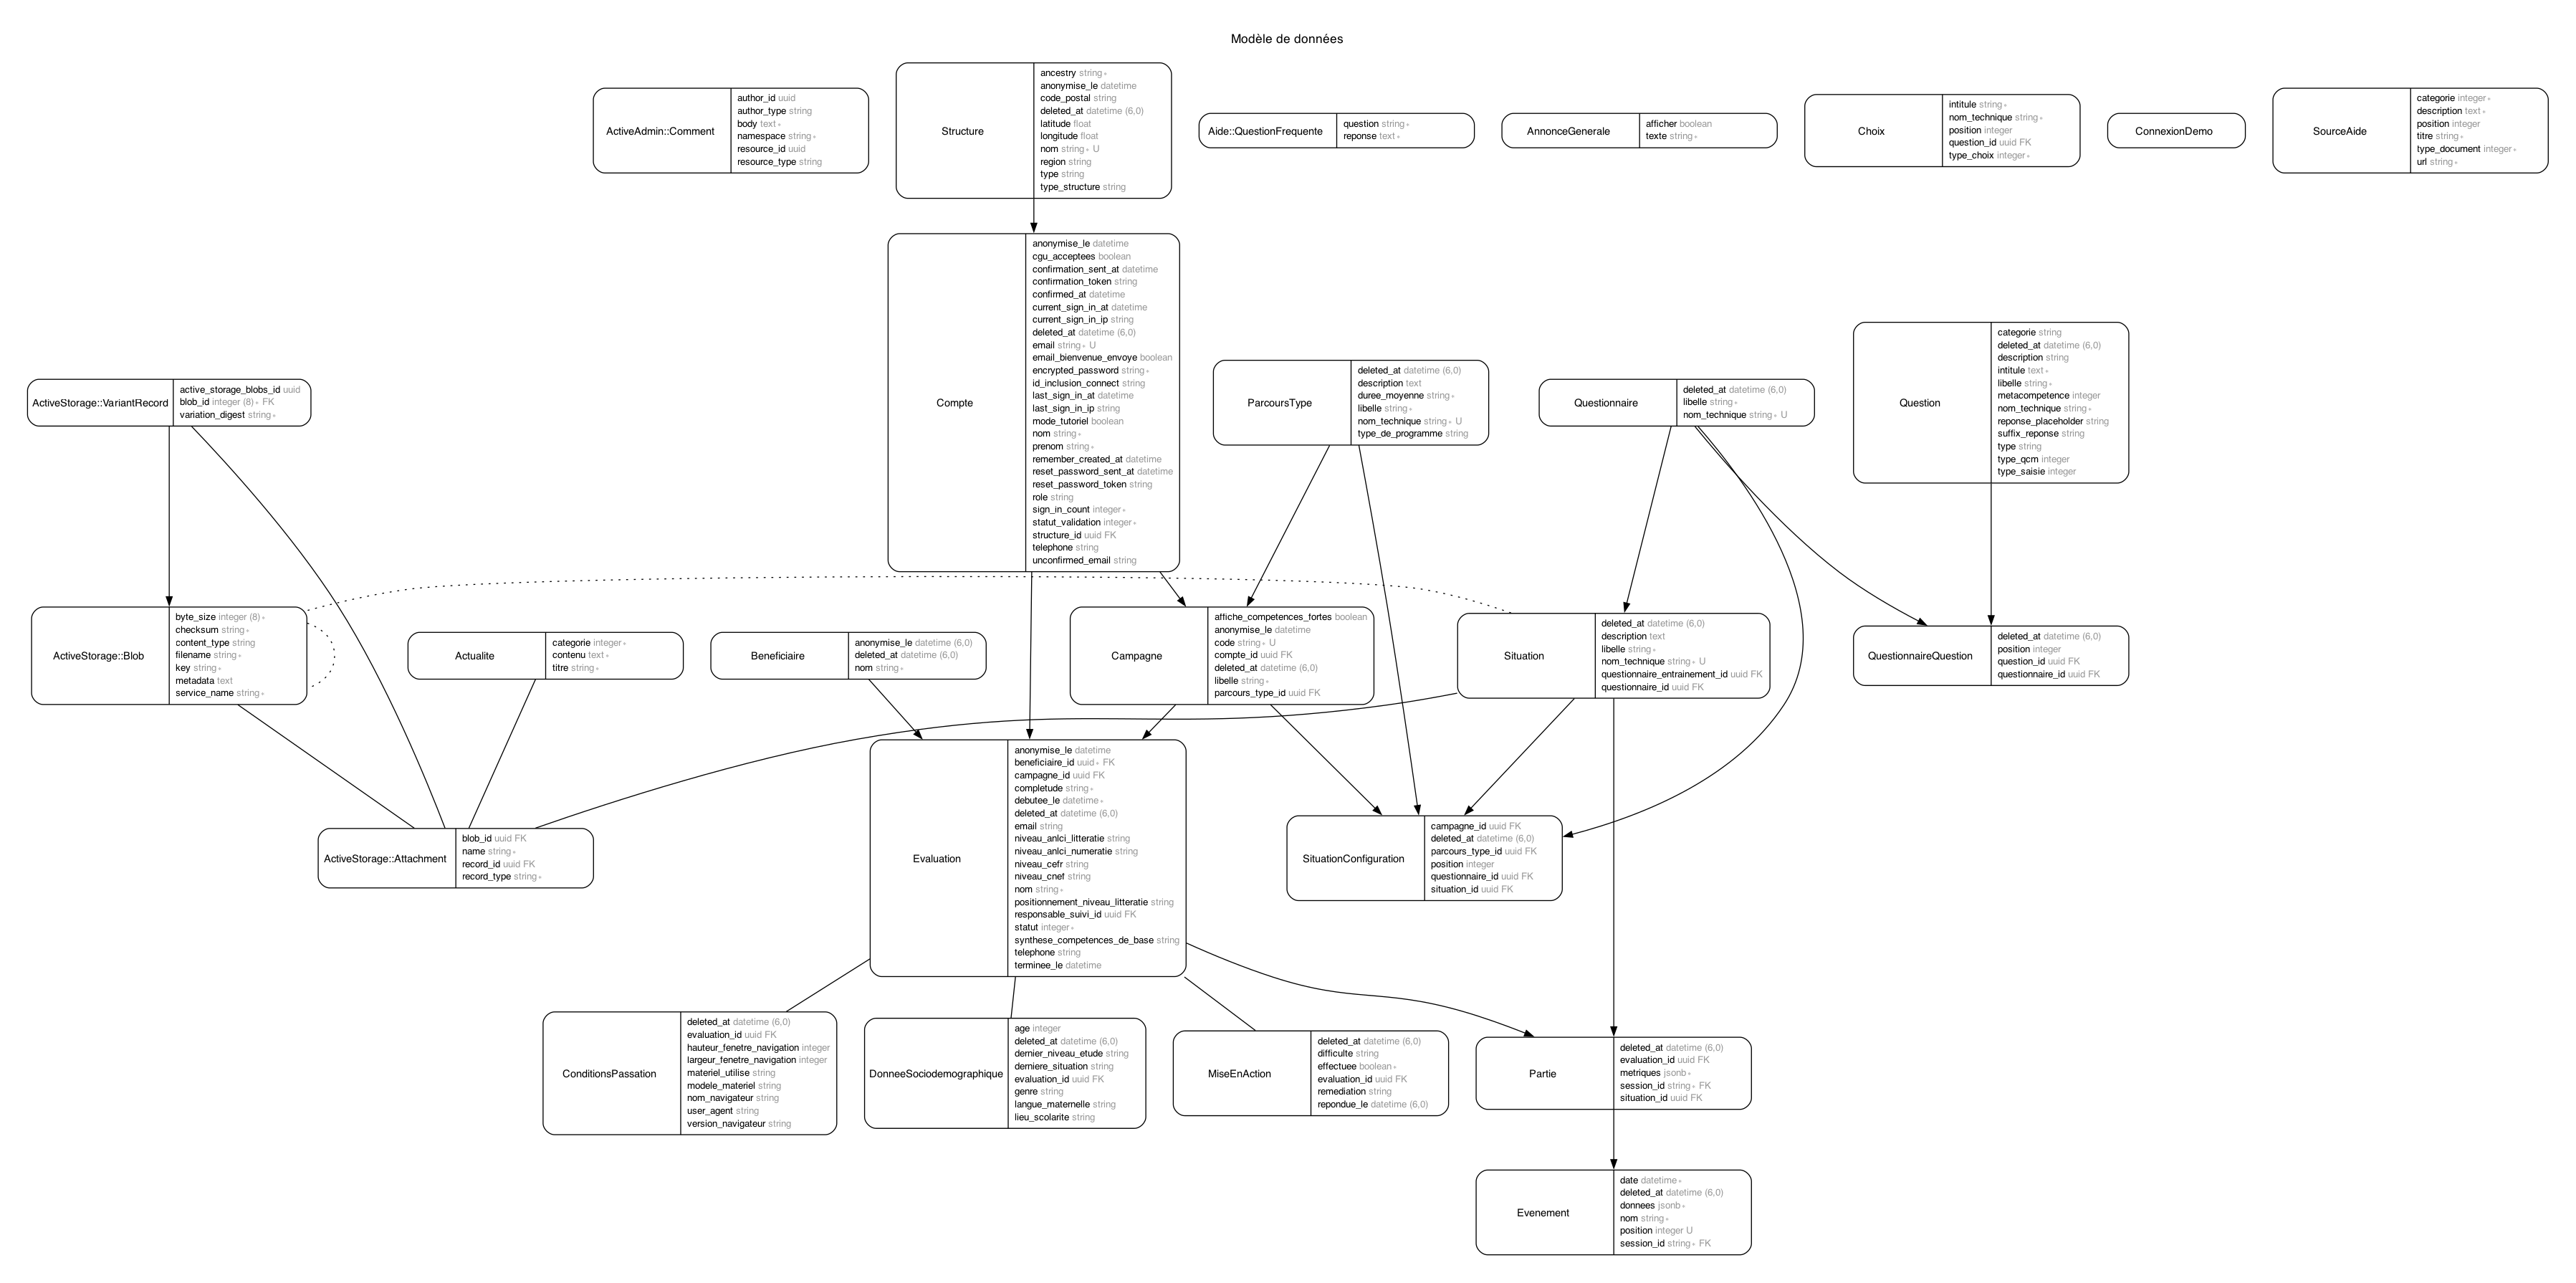 Modèle de données
ActiveAdmin::Comment
author_id uuid
author_type string
body text *
namespace string *
resource_id uuid
resource_type string
Structure
ancestry string *
anonymise_le datetime
code_postal string
deleted_at datetime (6,0)
latitude float
longitude float
nom string * U
region string
type string
type_structure string
Aide::QuestionFrequente
question string *
reponse text *
AnnonceGenerale
afficher boolean
texte string *
Choix
intitule string *
nom_technique string *
position integer
question_id uuid FK
type_choix integer *
ConnexionDemo
SourceAide
categorie integer *
description text *
position integer
titre string *
type_document integer *
url string *
Compte
anonymise_le datetime
cgu_acceptees boolean
confirmation_sent_at datetime
confirmation_token string
confirmed_at datetime
current_sign_in_at datetime
current_sign_in_ip string
deleted_at datetime (6,0)
email string * U
email_bienvenue_envoye boolean
encrypted_password string *
id_inclusion_connect string
last_sign_in_at datetime
last_sign_in_ip string
mode_tutoriel boolean
nom string *
prenom string *
remember_created_at datetime
reset_password_sent_at datetime
reset_password_token string
role string
sign_in_count integer *
statut_validation integer *
structure_id uuid FK
telephone string
unconfirmed_email string
ActiveStorage::VariantRecord
active_storage_blobs_id uuid
blob_id integer (8) * FK
variation_digest string *
ParcoursType
deleted_at datetime (6,0)
description text
duree_moyenne string *
libelle string *
nom_technique string * U
type_de_programme string
Questionnaire
deleted_at datetime (6,0)
libelle string *
nom_technique string * U
Question
categorie string
deleted_at datetime (6,0)
description string
intitule text *
libelle string *
metacompetence integer
nom_technique string *
reponse_placeholder string
suffix_reponse string
type string
type_qcm integer
type_saisie integer
ActiveStorage::Blob
byte_size integer (8) *
checksum string *
content_type string
filename string *
key string *
metadata text
service_name string *
Actualite
categorie integer *
contenu text *
titre string *
Beneficiaire
anonymise_le datetime (6,0)
deleted_at datetime (6,0)
nom string *
Campagne
affiche_competences_fortes boolean
anonymise_le datetime
code string * U
compte_id uuid FK
deleted_at datetime (6,0)
libelle string *
parcours_type_id uuid FK
Situation
deleted_at datetime (6,0)
description text
libelle string *
nom_technique string * U
questionnaire_entrainement_id uuid FK
questionnaire_id uuid FK
QuestionnaireQuestion
deleted_at datetime (6,0)
position integer
question_id uuid FK
questionnaire_id uuid FK
ActiveStorage::Attachment
blob_id uuid FK
name string *
record_id uuid FK
record_type string *
Evaluation
anonymise_le datetime
beneficiaire_id uuid * FK
campagne_id uuid FK
completude string *
debutee_le datetime *
deleted_at datetime (6,0)
email string
niveau_anlci_litteratie string
niveau_anlci_numeratie string
niveau_cefr string
niveau_cnef string
nom string *
positionnement_niveau_litteratie string
responsable_suivi_id uuid FK
statut integer *
synthese_competences_de_base string
telephone string
terminee_le datetime
SituationConfiguration
campagne_id uuid FK
deleted_at datetime (6,0)
parcours_type_id uuid FK
position integer
questionnaire_id uuid FK
situation_id uuid FK
ConditionsPassation
deleted_at datetime (6,0)
evaluation_id uuid FK
hauteur_fenetre_navigation integer
largeur_fenetre_navigation integer
materiel_utilise string
modele_materiel string
nom_navigateur string
user_agent string
version_navigateur string
DonneeSociodemographique
age integer
deleted_at datetime (6,0)
dernier_niveau_etude string
derniere_situation string
evaluation_id uuid FK
genre string
langue_maternelle string
lieu_scolarite string
MiseEnAction
deleted_at datetime (6,0)
difficulte string
effectuee boolean *
evaluation_id uuid FK
remediation string
repondue_le datetime (6,0)
Partie
deleted_at datetime (6,0)
evaluation_id uuid FK
metriques jsonb *
session_id string * FK
situation_id uuid FK
Evenement
date datetime *
deleted_at datetime (6,0)
donnees jsonb *
nom string *
position integer U
session_id string * FK